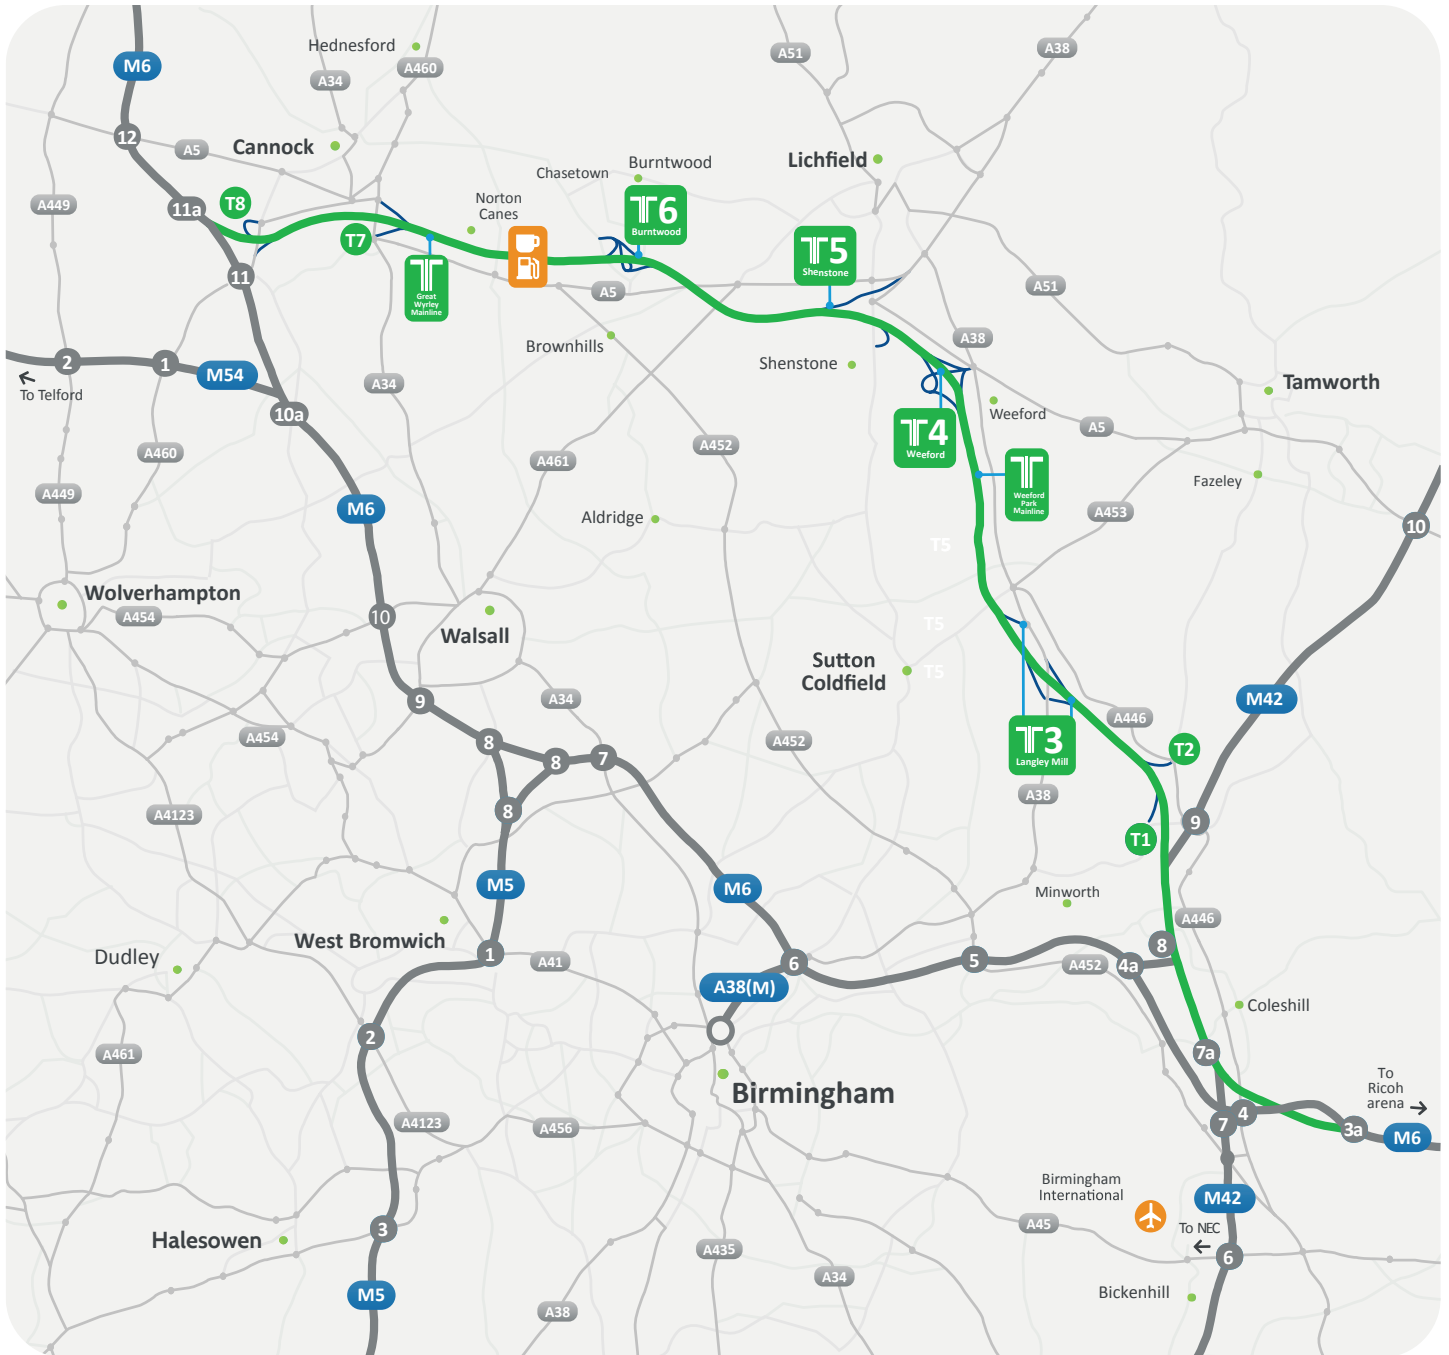 Hednesford
A51
A38
M6
A34
A460
12
A5
Cannock
Lichfield
Burntwood
Chasetown
T8
11a
A449
Norton
Canes
T6
Burntwood
T7
T5
Shenstone
11
Great
Wyrley
Mainline
A5
A51
A38
Brownhills
Shenstone
2
1
M54
To Telford
A34
Tamworth
10a
Weeford
T4
Weeford
A5
A460
A452
A461
Fazeley
Weeford
Park
Mainline
A449
M6
A453
Aldridge
10
T5
Wolverhampton
A454
10
Walsall
T5
Sutton
Coldfield
T5
9
A34
M42
A446
A454
8
8
7
A452
T3
Langley Mill
T2
A38
A4123
8
9
T1
M5
M6
Minworth
A446
West Bromwich
8
Dudley
1
A41
6
5
A452
4a
A38(M)
Coleshill
2
A461
7a
Birmingham
To
Ricoh
arena
A4123
A456
7
4
3a
M6
Birmingham
International
M42
A45
To NEC
Halesowen
3
A435
6
A34
M5
A38
Bickenhill